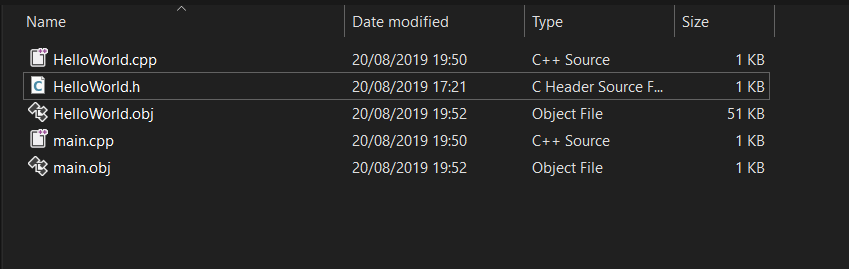 Name Date modified Type Size
HelloWorld.cpp 20/08/2019 19:50 C++ Source 1 KB
HelloWorld.h 20/08/2019 17:21 C Header Source F... 1 KB
HelloWorld.obj 20/08/2019 19:52 Object File 51 KB
main.cpp 20/08/2019 19:50 C++ Source 1 KB
main.obj 20/08/2019 19:52 Object File 1 KB